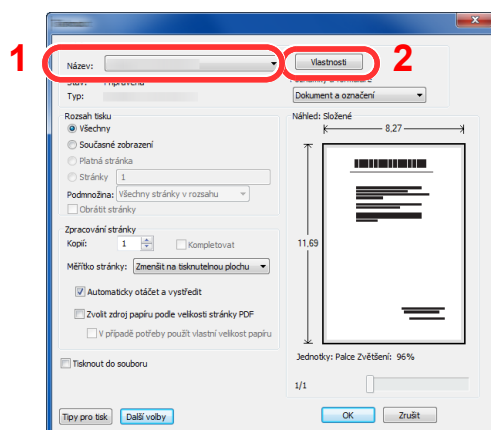 1
2
Název:
Vlastnosti
Typ:
Dokument a označení
Rozsah tisku
Všechny
Současné zobrazení
Platná stránka
Stránky 1
Podmnožina: Všechny stránky v rozsahu
Obrátit stránky
Zpracování stránky
Kopií: 1
Kompletovat
Měřítko stránky: Zmenšit na tisknutelnou plochu
Automaticky otáčet a vystředit
Zvolit zdroj papíru podle velikosti stránky PDF
V případě potřeby použít vlastní velikost papíru
Tisknout do souboru
Náhled: Složené
8,27
11,69
Jednotky: Palce Zvětšení: 96%
1/1
Tipy pro tisk
Další volby
OK
Zrušit